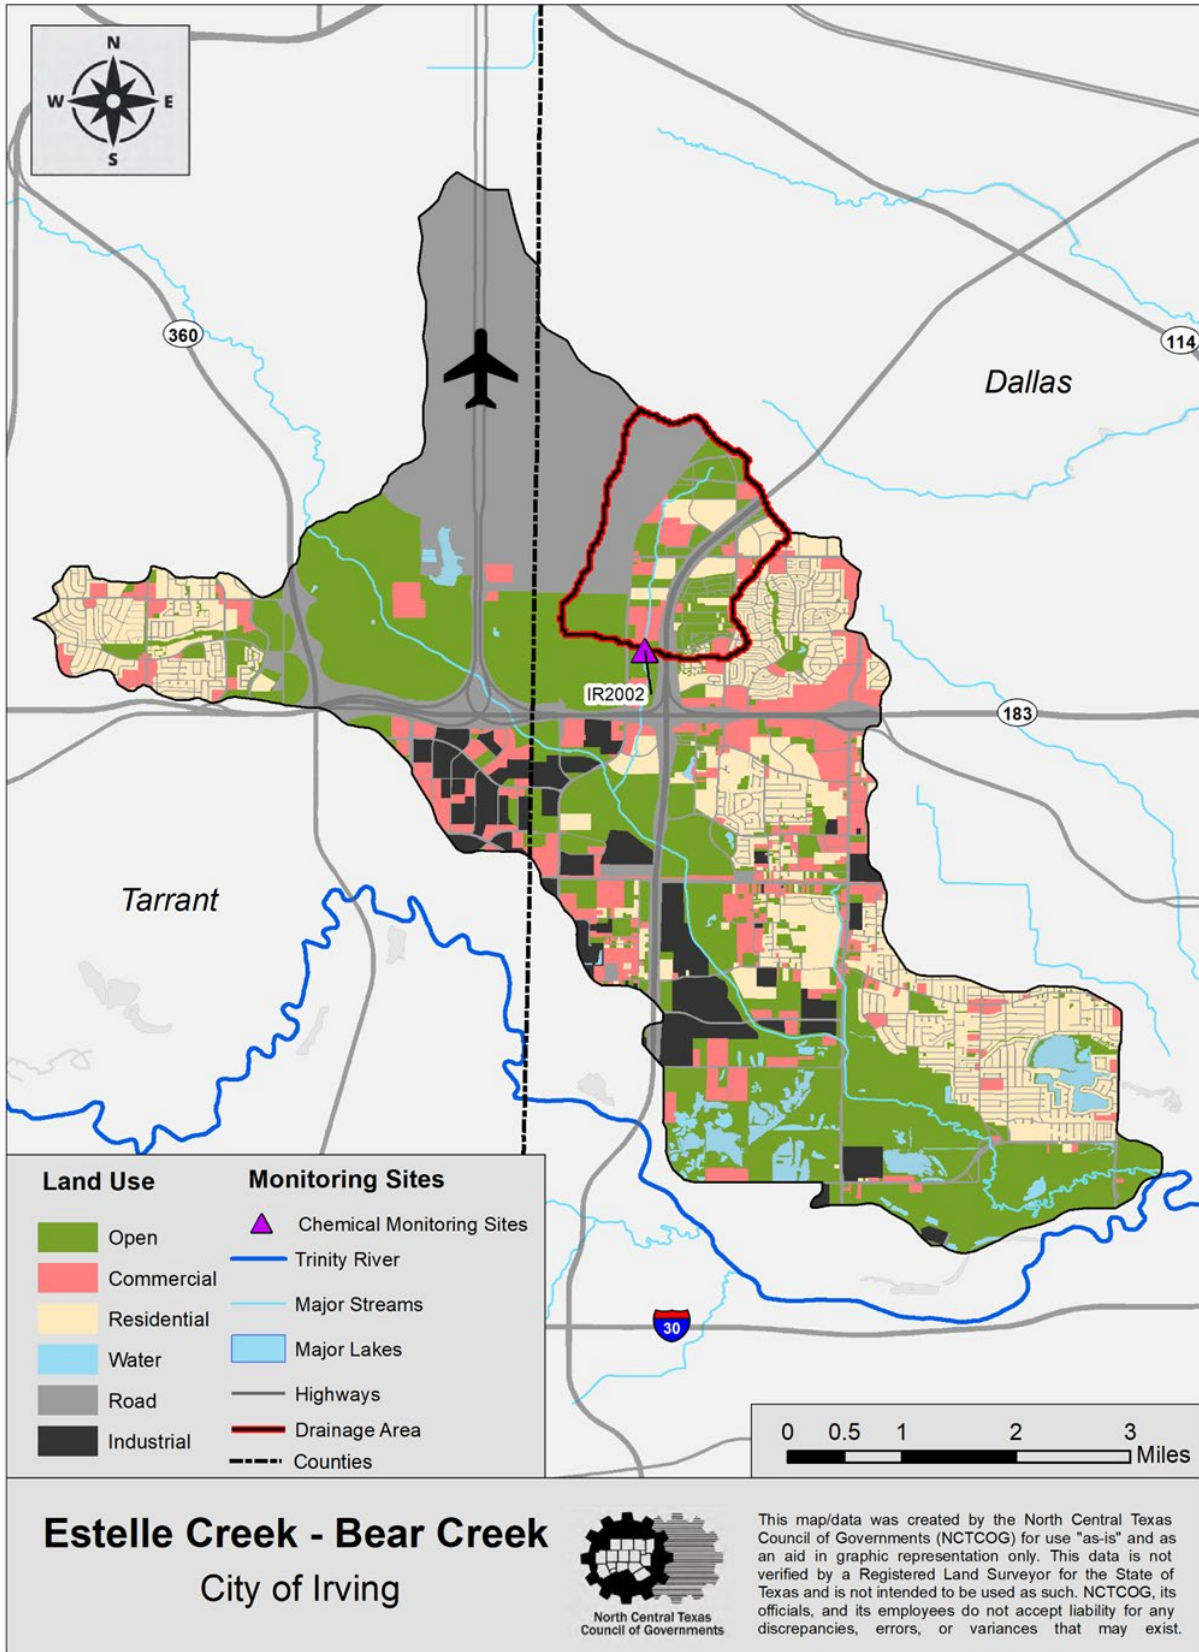 N
W E
S
360
114
Dallas
IR2002
183
Tarrant
30
Land Use
Open
Commercial
Residential
Water
Road
Industrial
Monitoring Sites
Chemical Monitoring Sites
Trinity River
Major Streams
Major Lakes
Highways
Drainage Area
Counties
0 0.5 1 2 3
Miles
Estelle Creek - Bear Creek
City of Irving
North Central Texas
Council of Governments
This map/data was created by the North Central Texas
Council of Governments (NCTCOG) for use "as-is" and as
an aid in graphic representation only. This data is not
verified by a Registered Land Surveyor for the State of
Texas and is not intended to be used as such. NCTCOG, its
officials, and its employees do not accept liability for any
discrepancies, errors, or variances that may exist.